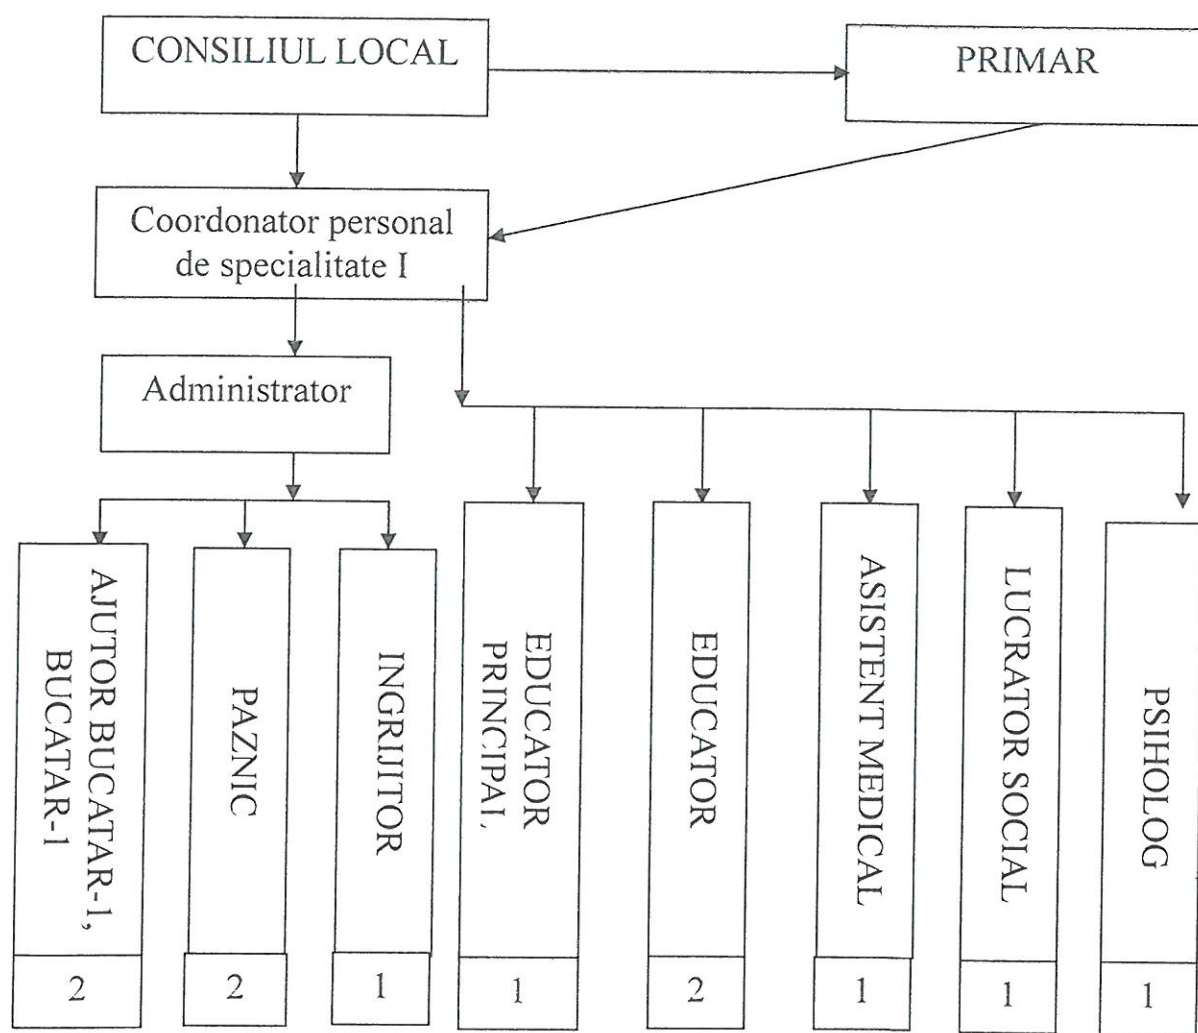 CONSILIUL LOCAL
PRIMAR
Coordonator personal
de specialitate I
Administrator
AJUTOR BUCATAR-1,
BUCATAR-1
PAZNIC
INGRIJITOR
EDUCATOR
PRINCIPAL
EDUCATOR
ASISTENT MEDICAL
LUCRATOR SOCIAL
PSIHOLOG
2
2
1
1
2
1
1
1